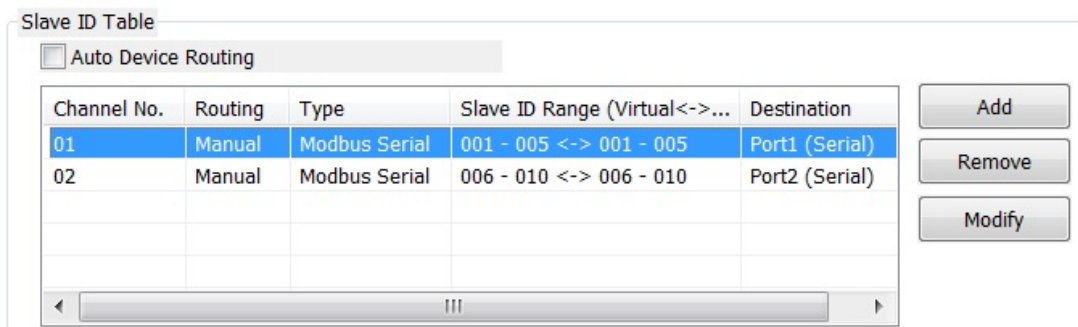 Slave ID Table
Auto Device Routing
Channel No. Routing Type Slave ID Range (Virtual<->... Destination
01 Manual Modbus Serial 001 - 005 <-> 001 - 005 Port1 (Serial)
02 Manual Modbus Serial 006 - 010 <-> 006 - 010 Port2 (Serial)
Add
Remove
Modify